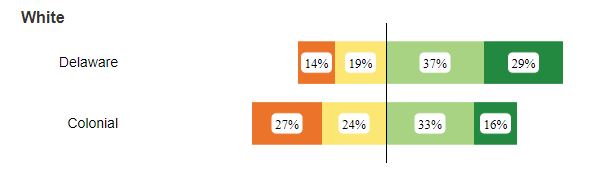 White
Delaware 14% 19% 37% 29%
Colonial 27% 24% 33% 16%